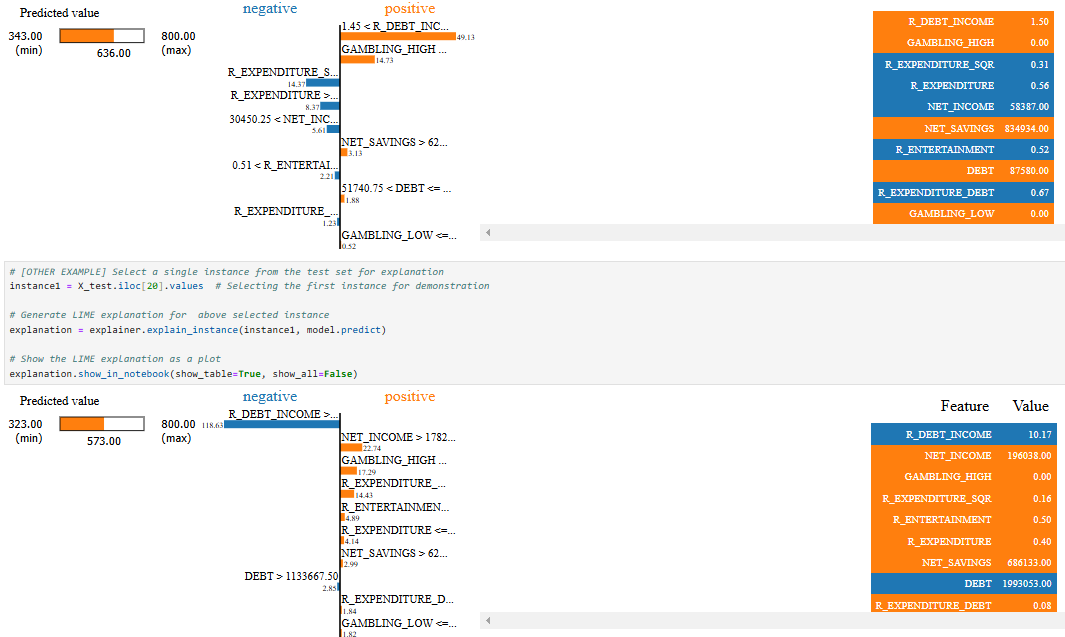 Predicted value
343.00
(min)
800.00
(max)
636.00
negative
positive
1.45 < R_DEBT_INC...
49.13
GAMBLING_HIGH ...
14.73
R_EXPENDITURE_S...
14.37
R_EXPENDITURE >...
8.37
30450.25 < NET_INC...
5.61
NET_SAVINGS > 62...
3.13
0.51 < R_ENTERTAI...
2.21
51740.75 < DEBT <= ...
1.88
R_EXPENDITURE_...
1.23
GAMBLING_LOW <=...
0.52
R_DEBT_INCOME 1.50
GAMBLING_HIGH 0.00
R_EXPENDITURE_SQR 0.31
R_EXPENDITURE 0.56
NET_INCOME 58387.00
NET_SAVINGS 834934.00
R_ENTERTAINMENT 0.52
DEBT 87580.00
R_EXPENDITURE_DEBT 0.67
GAMBLING_LOW 0.00
# [OTHER EXAMPLE] Select a single instance from the test set for explanation
instance1 = X_test.iloc[20].values  # Selecting the first instance for demonstration
# Generate LIME explanation for  above selected instance
explanation = explainer.explain_instance(instance1, model.predict)
# Show the LIME explanation as a plot
explanation.show_in_notebook(show_table=True, show_all=False)
Predicted value
323.00
(min)
800.00
(max)
573.00
negative
positive
R_DEBT_INCOME >...
118.63
NET_INCOME > 1782...
22.74
GAMBLING_HIGH ...
17.29
R_EXPENDITURE_...
14.43
R_ENTERTAINMEN...
4.89
R_EXPENDITURE <=...
4.14
NET_SAVINGS > 62...
2.99
DEBT > 1133667.50
2.85
R_EXPENDITURE_D...
1.84
GAMBLING_LOW <=...
1.82
Feature Value
R_DEBT_INCOME 10.17
NET_INCOME 196038.00
GAMBLING_HIGH 0.00
R_EXPENDITURE_SQR 0.16
R_ENTERTAINMENT 0.50
R_EXPENDITURE 0.40
NET_SAVINGS 686133.00
DEBT 1993053.00
R_EXPENDITURE_DEBT 0.08